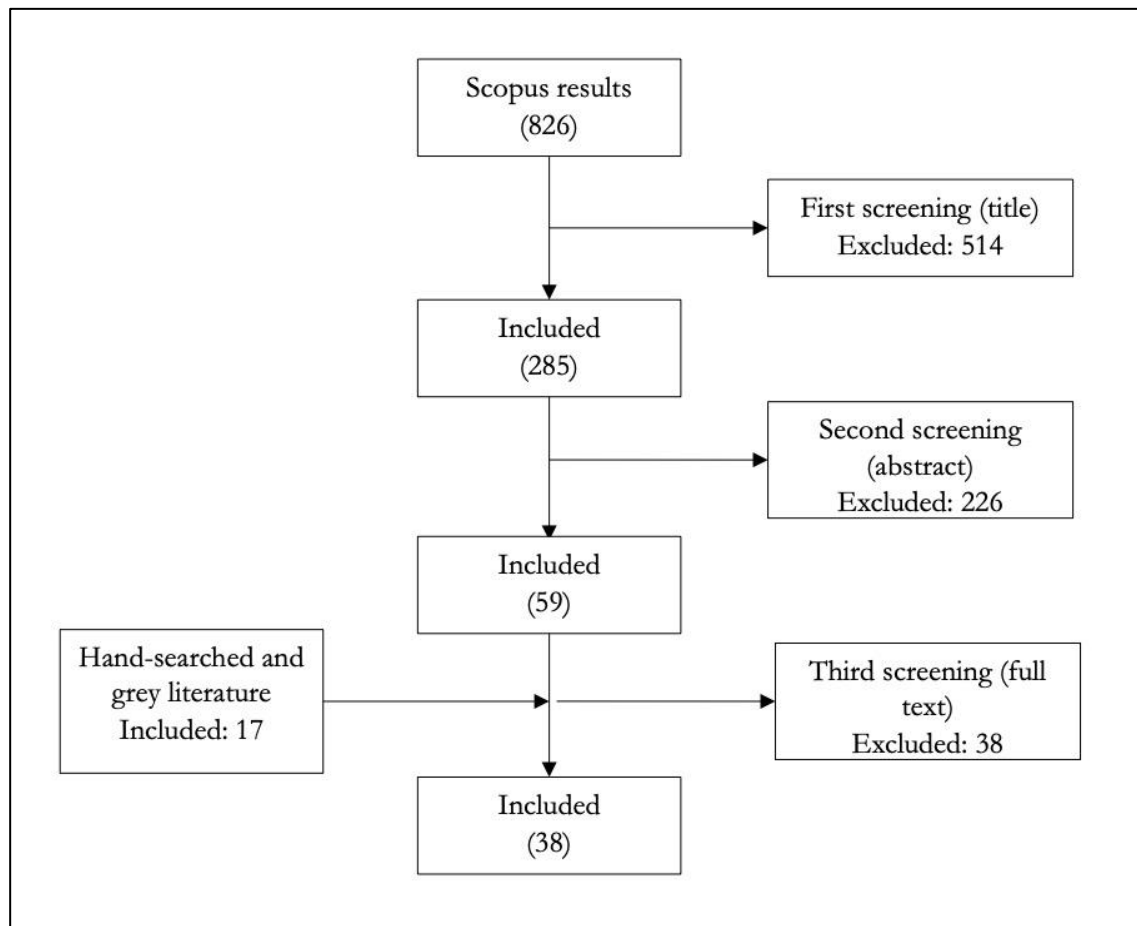 Scopus results
(826)
First screening (title)
Excluded: 514
Included
(285)
Second screening
(abstract)
Excluded: 226
Included
(59)
Hand-searched and
grey literature
Included: 17
Third screening (full
text)
Excluded: 38
Included
(38)